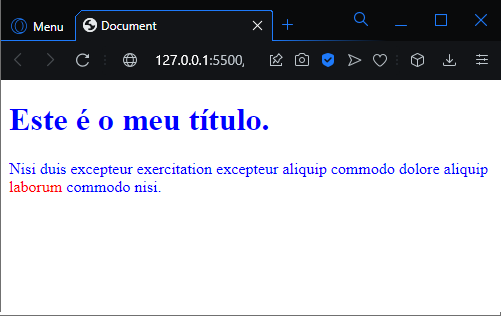 Menu
Document
127.0.0.1:5500/
Este é o meu título.
Nisi duis excepteur exercitation excepteur aliquip commodo dolore aliquip
laborum commodo nisi.